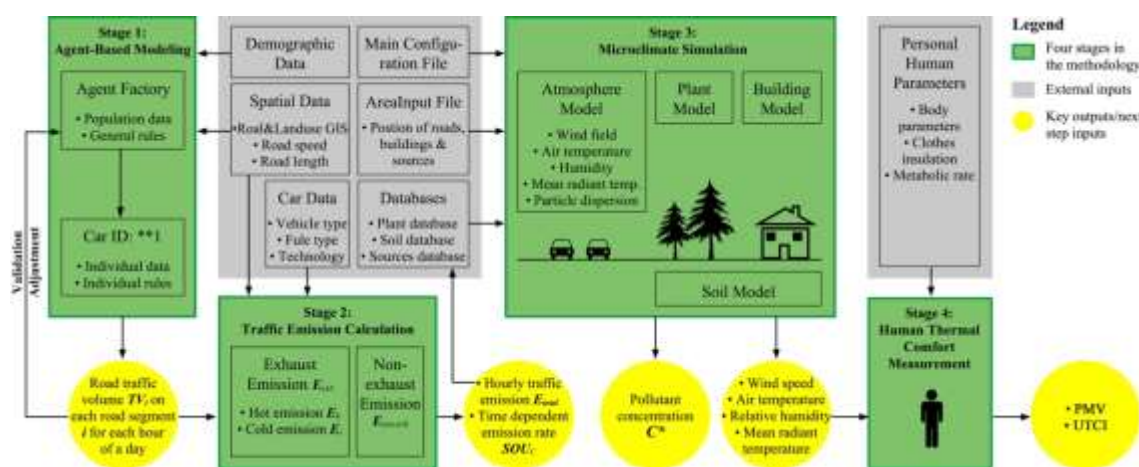 Stage 1:
Agent-Based Modeling
Agent Factory
• Population data
• General rules
Car ID: **1
• Individual data
• Individual rules
Validation
Adjustment
Road traffic
volume TVi on
each road segment
i for each hour
of a day
Demographic
Data
Spatial Data
•Roal&Landuse GIS
• Road speed
• Road length
Car Data
• Vehicle type
• Fule type
• Technology
Main Configu-
ration File
AreaInput File
• Postion of roads,
buildings &
sources
Databases
• Plant database
• Soil database
• Sources database
Stage 2:
Traffic Emission Calculation
Exhaust
Emission
• Hot emission
• Cold emission
Non-
exhaust
Emission
• Hourly traffic
emission Etotal
• Time dependent
emission rate
SOUc
Stage 3:
Microclimate Simulation
Atmosphere
Model
• Wind field
• Air temperature
• Humidity
• Mean radiant temp.
• Particle dispersion
Plant
Model
Building
Model
Soil Model
Pollutant
concentration
C*
• Wind speed
• Air temperature
• Relative humidity
• Mean radiant
temperature
Personal
Human
Parameters
• Body
parameters
• Clothes
insulation
• Metabolic rate
Stage 4:
Human Thermal
Comfort
Measurement
• PMV
• UTCI
Legend
Four stages in
the methodology
External inputs
Key outputs/next
step inputs